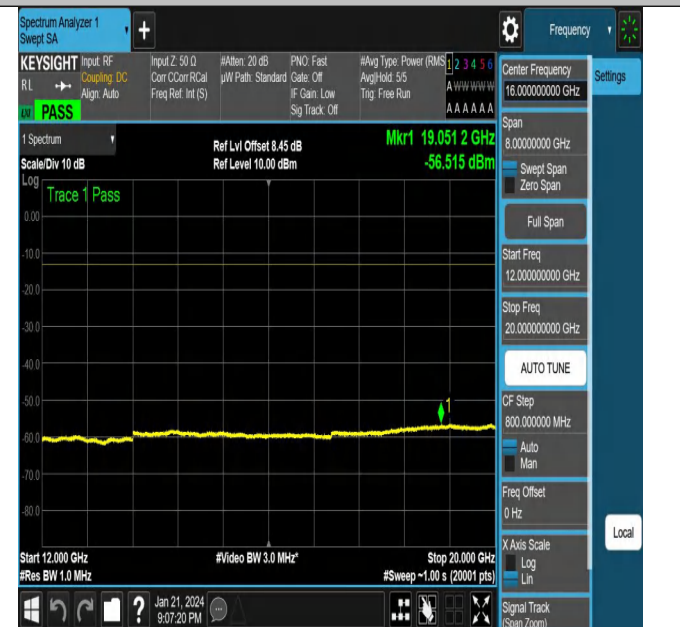 Spectrum Analyzer 1
Swept SA
Frequency
KEYSIGHT
RL
PASS
Input: RF
Coupling: DC
Align: Auto
Input Z: 50 Ω
Corr CCorr RCal
Freq Ref: Int (S)
#Atten: 20 dB
µW Path: Standard
PNO: Fast
Gate: Off
IF Gain: Low
Sig Track: Off
#Avg Type: Power (RMS
Avg|Hold: 5/5
Trig: Free Run
1 2 3 4 5 6
A W W W W W
A A A A A A
1 Spectrum
Scale/Div 10 dB
Ref Lvl Offset 8.45 dB
Ref Level 10.00 dBm
Mkr1 19.051 2 GHz
-56.515 dBm
Log
Trace 1 Pass
0.00
-10.0
-20.0
-30.0
-40.0
-50.0
-60.0
-70.0
-80.0
1
Start 12.000 GHz
#Res BW 1.0 MHz
#Video BW 3.0 MHz*
Stop 20.000 GHz
#Sweep ~1.00 s (20001 pts)
Jan 21, 2024
9:07:20 PM
?
Center Frequency
16.000000000 GHz
Settings
Span
8.00000000 GHz
Swept Span
Zero Span
Full Span
Start Freq
12.000000000 GHz
Stop Freq
20.000000000 GHz
AUTO TUNE
CF Step
800.000000 MHz
Auto
Man
Freq Offset
0 Hz
X Axis Scale
Log
Lin
Local
Signal Track
(Span Zoom)